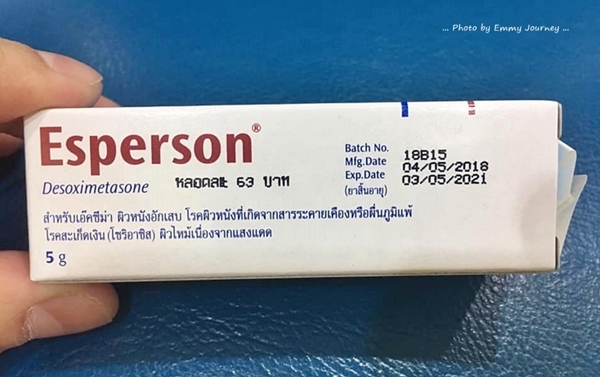 ... Photo by Emmy Journey ...
Esperson®
Desoximetasone
หลอดละ 63 บาท
Batch No. 18B15
Mfg.Date 04/05/2018
Exp.Date 03/05/2021
(ยาสิ้นอายุ)
สำหรับเอ๊คซีม่า ผิวหนังอักเสบ โรคผิวหนังที่เกิดจากสารระคายเคืองหรือผื่นภูมิแพ้
โรคสะเก็ดเงิน (โซริอาซิส) ผิวไหม้เนื่องจากแสงแดด
5 g